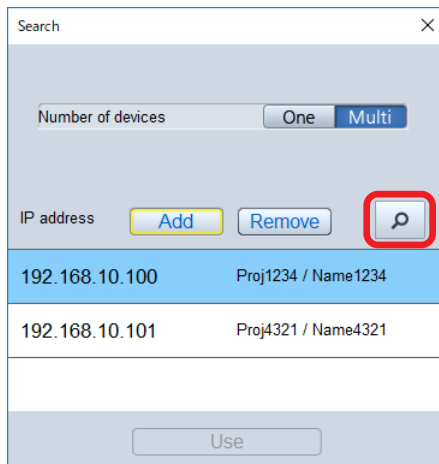 Search
Number of devices One Multi
IP address Add Remove
192.168.10.100 Proj1234 / Name1234
192.168.10.101 Proj4321 / Name4321
Use